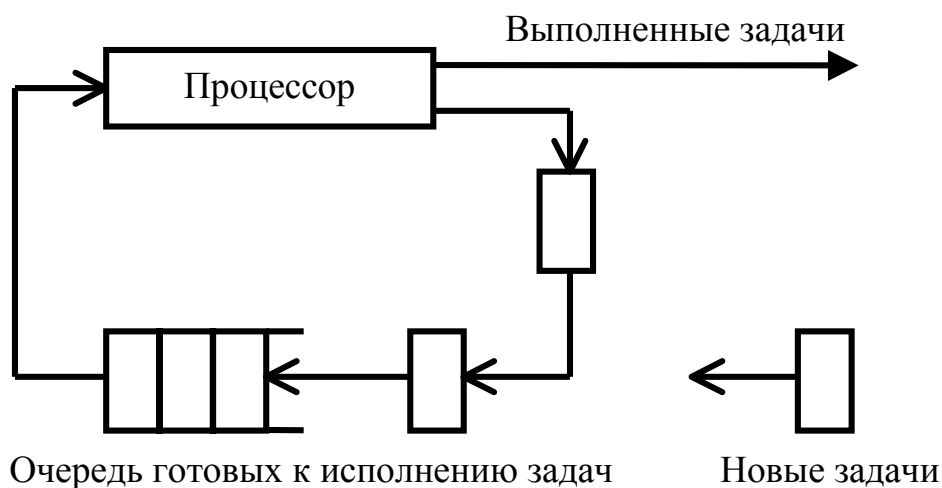 Выполненные задачи
Процессор
Очередь готовых к исполнению задач
Новые задачи